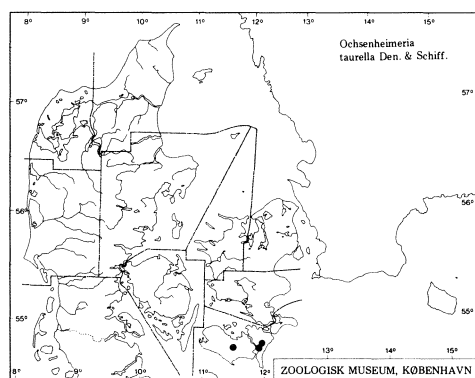 8° 9° 10° 11° 12° 13° 14° 15°
Ochsenheimeria
taurella Den. & Schiff.
57° 57°
56° 56°
55° 55°
8° 9° 10° 11° 12° 13° 14° 15°
ZOOLOGISK MUSEUM, KØBENHAVN